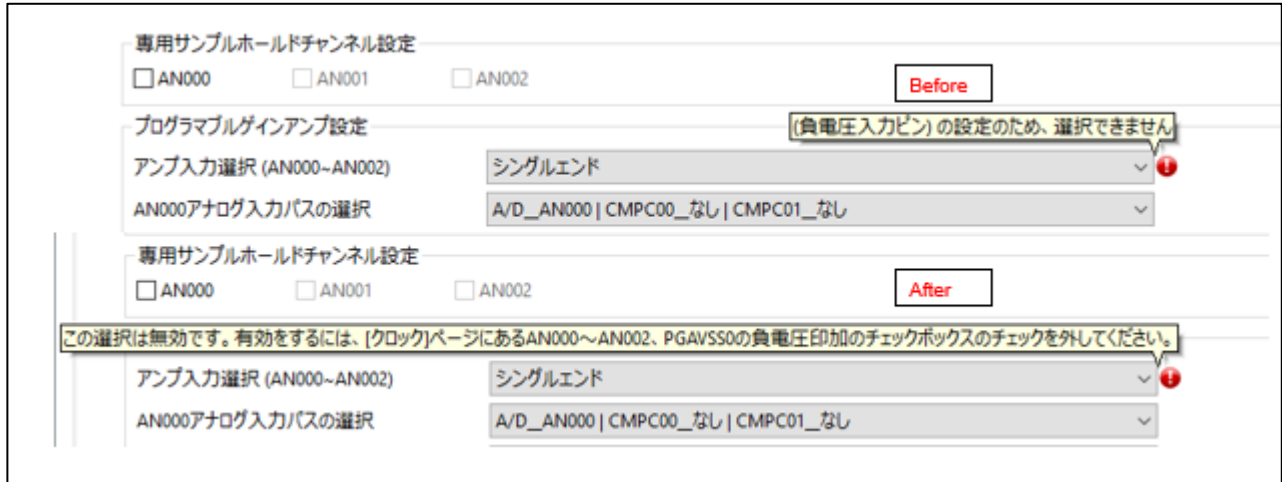 専用サンプルホールドチャンネル設定
AN000 AN001 AN002
Before
プログラマブルゲインアンプ設定
(負電圧入力ピン) の設定のため、選択できません
アンプ入力選択 (AN000~AN002) シングルエンド
AN000アナログ入力パスの選択 A/D__AN000 | CMPC00__なし | CMPC01__なし
専用サンプルホールドチャンネル設定
AN000 AN001 AN002
After
この選択は無効です。有効をするには、[クロック]ページにあるAN000～AN002、PGAVSS0の負電圧印加のチェックボックスのチェックを外してください。
アンプ入力選択 (AN000~AN002) シングルエンド
AN000アナログ入力パスの選択 A/D__AN000 | CMPC00__なし | CMPC01__なし